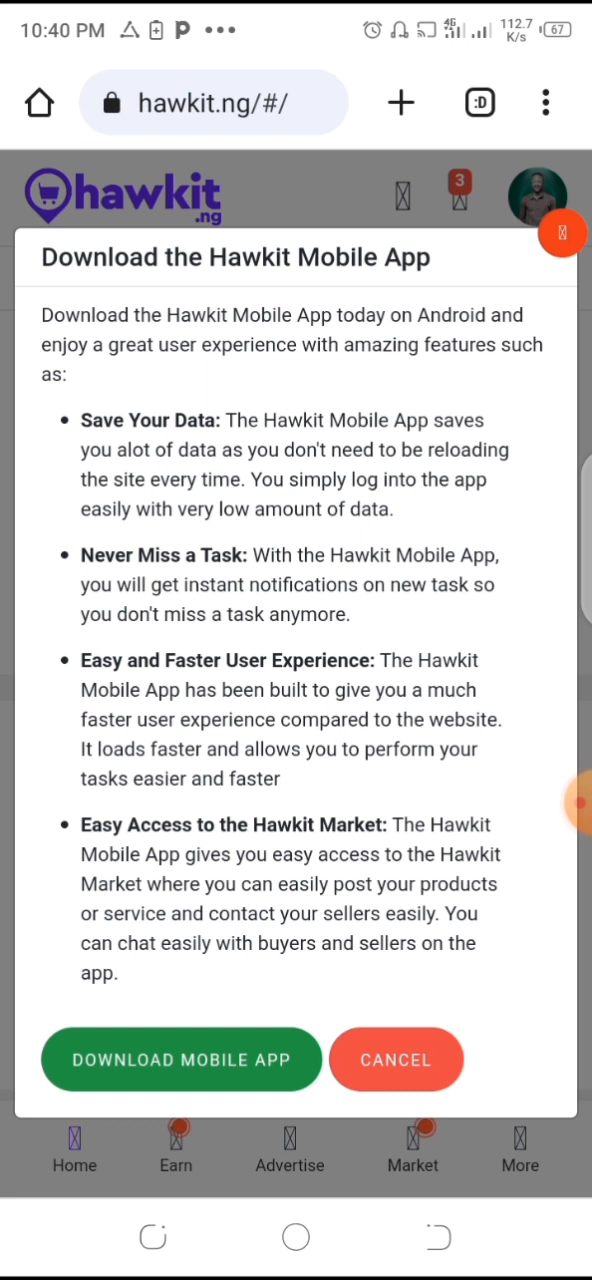 10:40 PM
4G
112.7
K/s
67
hawkit.ng/#/
:D
hawkit
.ng
3
Download the Hawkit Mobile App
Download the Hawkit Mobile App today on Android and
enjoy a great user experience with amazing features such
as:
• Save Your Data: The Hawkit Mobile App saves
you alot of data as you don't need to be reloading
the site every time. You simply log into the app
easily with very low amount of data.
• Never Miss a Task: With the Hawkit Mobile App,
you will get instant notifications on new task so
you don't miss a task anymore.
• Easy and Faster User Experience: The Hawkit
Mobile App has been built to give you a much
faster user experience compared to the website.
It loads faster and allows you to perform your
tasks easier and faster
• Easy Access to the Hawkit Market: The Hawkit
Mobile App gives you easy access to the Hawkit
Market where you can easily post your products
or service and contact your sellers easily. You
can chat easily with buyers and sellers on the
app.
DOWNLOAD MOBILE APP
CANCEL
Home
Earn
Advertise
Market
More